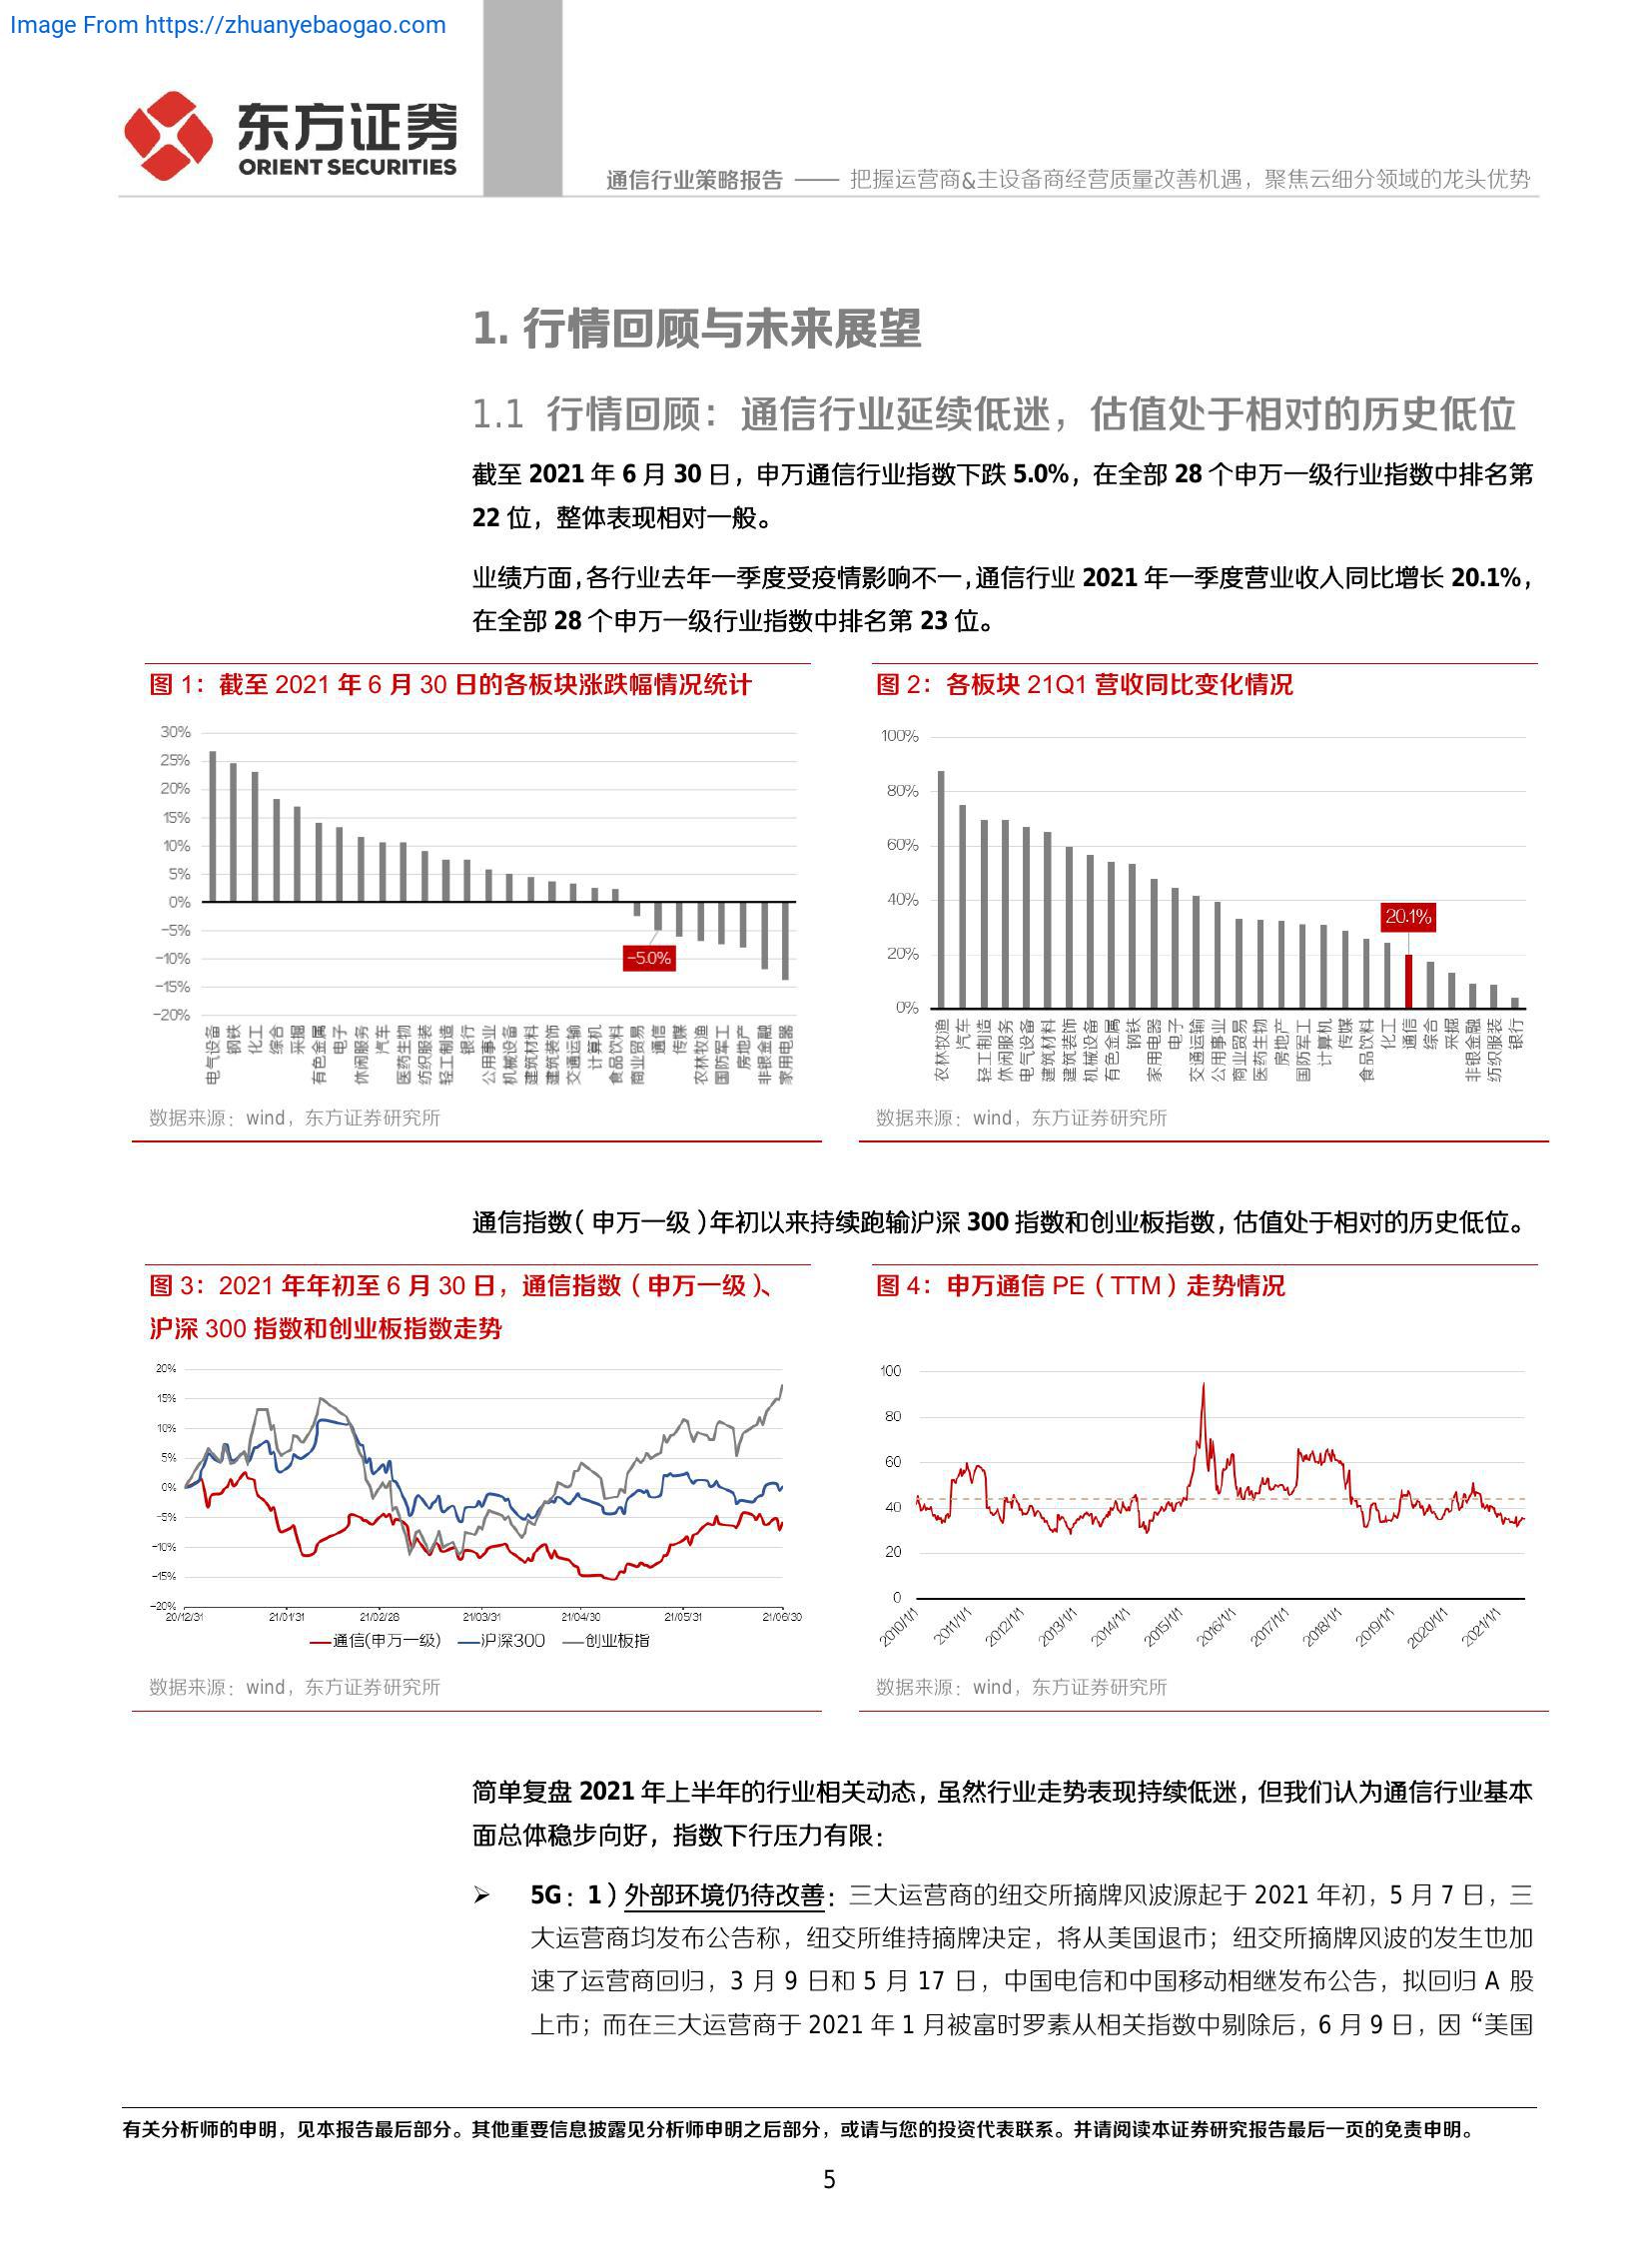 Image From https://zhuanyebaogao.com
东方证券
ORIENT SECURITIES
通信行业策略报告 —— 把握运营商&主设备商经营质量改善机遇，聚焦云细分领域的龙头优势
1. 行情回顾与未来展望
1.1 行情回顾：通信行业延续低迷，估值处于相对的历史低位
截至 2021 年 6 月 30 日，申万通信行业指数下跌 5.0%，在全部 28 个申万一级行业指数中排名第
22 位，整体表现相对一般。
业绩方面，各行业去年一季度受疫情影响不一，通信行业 2021 年一季度营业收入同比增长 20.1%，
在全部 28 个申万一级行业指数中排名第 23 位。
图 1：截至 2021 年 6 月 30 日的各板块涨跌幅情况统计
30%
25%
20%
15%
10%
5%
0%
-5%
-10%
-15%
-20%
-5.0%
电气设备
钢铁
化工
综合
采掘
有色金属
电子
休闲服务
汽车
医药生物
纺织服装
轻工制造
银行
公用事业
机械设备
建筑材料
建筑装饰
交通运输
计算机
食品饮料
商业贸易
通信
传媒
农林牧渔
国防军工
房地产
非银金融
家用电器
数据来源：wind，东方证券研究所
图 2：各板块 21Q1 营收同比变化情况
100%
80%
60%
40%
20%
0%
20.1%
农林牧渔
汽车
轻工制造
休闲服务
电气设备
建筑材料
建筑装饰
机械设备
有色金属
钢铁
家用电器
电子
交通运输
公用事业
商业贸易
医药生物
房地产
国防军工
计算机
传媒
食品饮料
化工
通信
综合
采掘
非银金融
纺织服装
银行
数据来源：wind，东方证券研究所
通信指数（申万一级）年初以来持续跑输沪深 300 指数和创业板指数，估值处于相对的历史低位。
图 3：2021 年年初至 6 月 30 日，通信指数（申万一级）、
沪深 300 指数和创业板指数走势
20%
15%
10%
5%
0%
-5%
-10%
-15%
-20%
20/12/31 21/01/31 21/02/28 21/03/31 21/04/30 21/05/31 21/06/30
通信(申万一级) 沪深300 创业板指
数据来源：wind，东方证券研究所
图 4：申万通信 PE（TTM）走势情况
100
80
60
40
20
0
2010/1/1 2011/1/1 2012/1/1 2013/1/1 2014/1/1 2015/1/1 2016/1/1 2017/1/1 2018/1/1 2019/1/1 2020/1/1 2021/1/1
数据来源：wind，东方证券研究所
简单复盘 2021 年上半年的行业相关动态，虽然行业走势表现持续低迷，但我们认为通信行业基本
面总体稳步向好，指数下行压力有限：
➢ 5G：1）外部环境仍待改善：三大运营商的纽交所摘牌风波源起于 2021 年初，5 月 7 日，三
大运营商均发布公告称，纽交所维持摘牌决定，将从美国退市；纽交所摘牌风波的发生也加
速了运营商回归，3 月 9 日和 5 月 17 日，中国电信和中国移动相继发布公告，拟回归 A 股
上市；而在三大运营商于 2021 年 1 月被富时罗素从相关指数中剔除后，6 月 9 日，因“美国
有关分析师的申明，见本报告最后部分。其他重要信息披露见分析师申明之后部分，或请与您的投资代表联系。并请阅读本证券研究报告最后一页的免责申明。
5